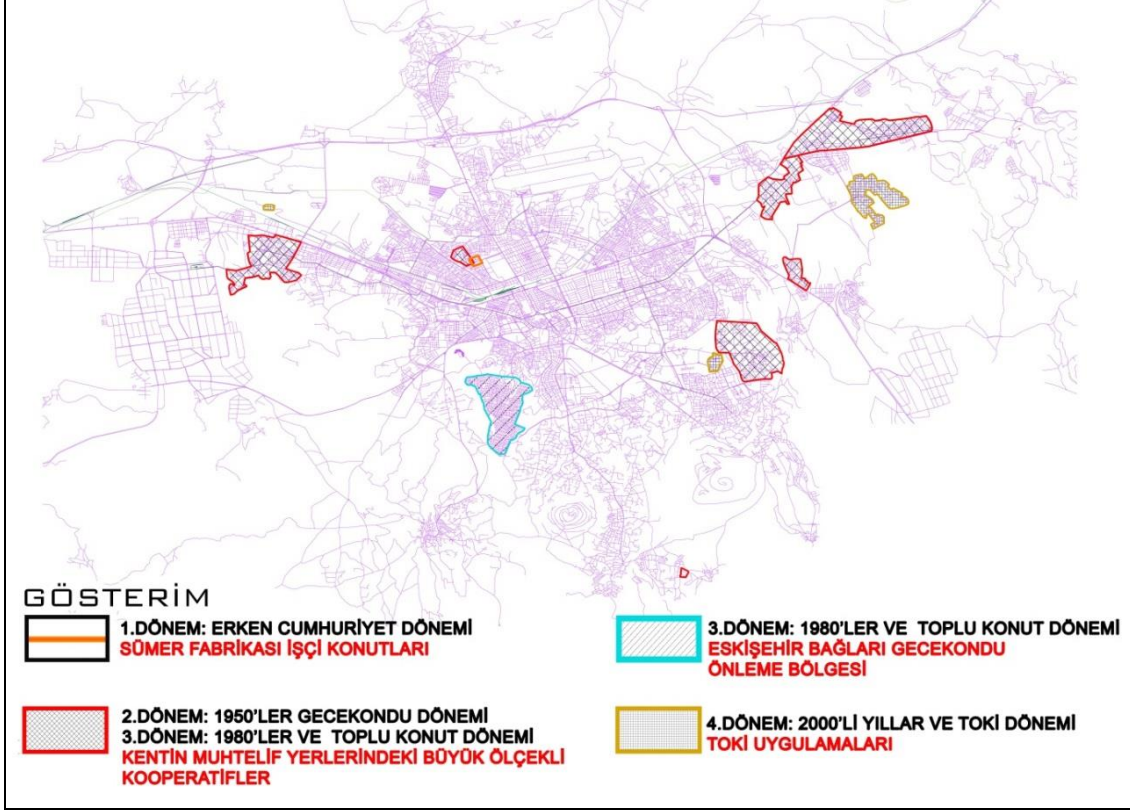 GÖSTERİM
1.DÖNEM: ERKEN CUMHURİYET DÖNEMİ
SÜMER FABRİKASI İŞÇİ KONUTLARI
2.DÖNEM: 1950'LER GECEKONDU DÖNEMİ
3.DÖNEM: 1980'LER VE TOPLU KONUT DÖNEMİ
KENTİN MUHTELİF YERLERİNDEKİ BÜYÜK ÖLÇEKLİ
KOOPERATİFLER
3.DÖNEM: 1980'LER VE TOPLU KONUT DÖNEMİ
ESKİŞEHİR BAĞLARI GECEKONDU
ÖNLEME BÖLGESİ
4.DÖNEM: 2000'Lİ YILLAR VE TOKİ DÖNEMİ
TOKİ UYGULAMALARI